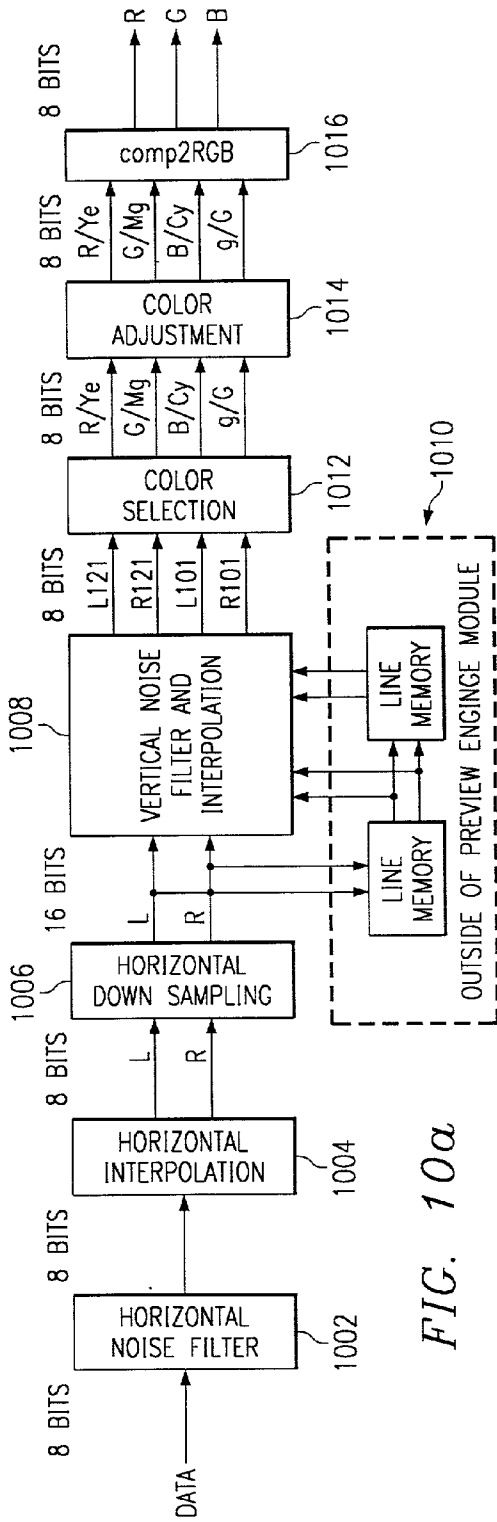 DATA
8 BITS
HORIZONTAL
NOISE FILTER
1002
8 BITS
HORIZONTAL
INTERPOLATION
1004
8 BITS
L
R
1006
HORIZONTAL
DOWN SAMPLING
16 BITS
L
R
1008
VERTICAL NOISE
FILTER AND
INTERPOLATION
LINE
MEMORY
LINE
MEMORY
OUTSIDE OF PREVIEW ENGINGE MODULE
1010
8 BITS
L121
R121
L101
R101
COLOR
SELECTION
1012
8 BITS
R/Ye
G/Mg
B/Cy
g/G
COLOR
ADJUSTMENT
1014
8 BITS
R/Ye
G/Mg
B/Cy
g/G
comp2RGB
1016
8 BITS
R
G
B
FIG. 10a